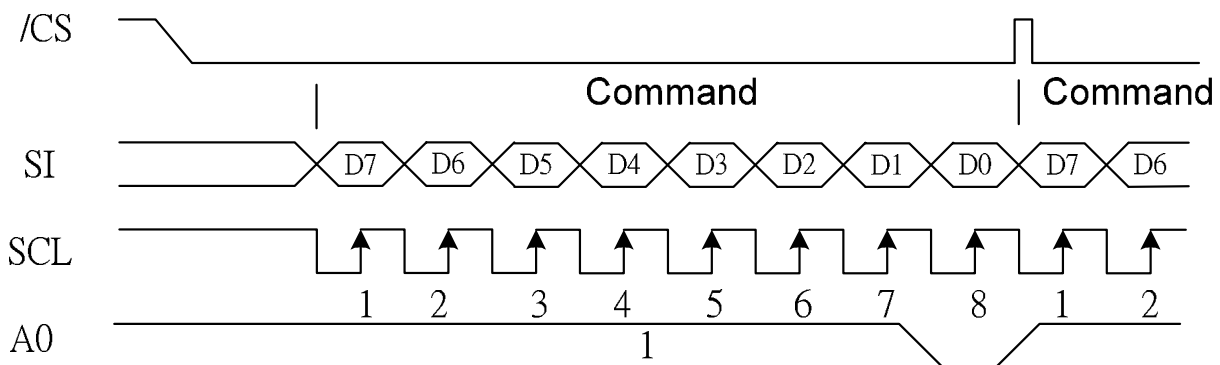 /CS
Command Command
SI D7 D6 D5 D4 D3 D2 D1 D0 D7 D6
SCL
1 2 3 4 5 6 7 8 1 2
A0 1